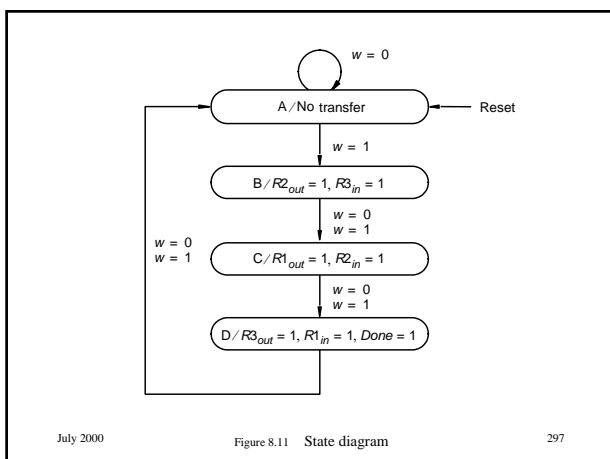 w = 0
A ⁄ No transfer
Reset
w = 1
B ⁄ R2out = 1, R3in = 1
w = 0
w = 1
w = 0
w = 1
C ⁄ R1out = 1, R2in = 1
w = 0
w = 1
D ⁄ R3out = 1, R1in = 1, Done = 1
July 2000
Figure 8.11 State diagram
297